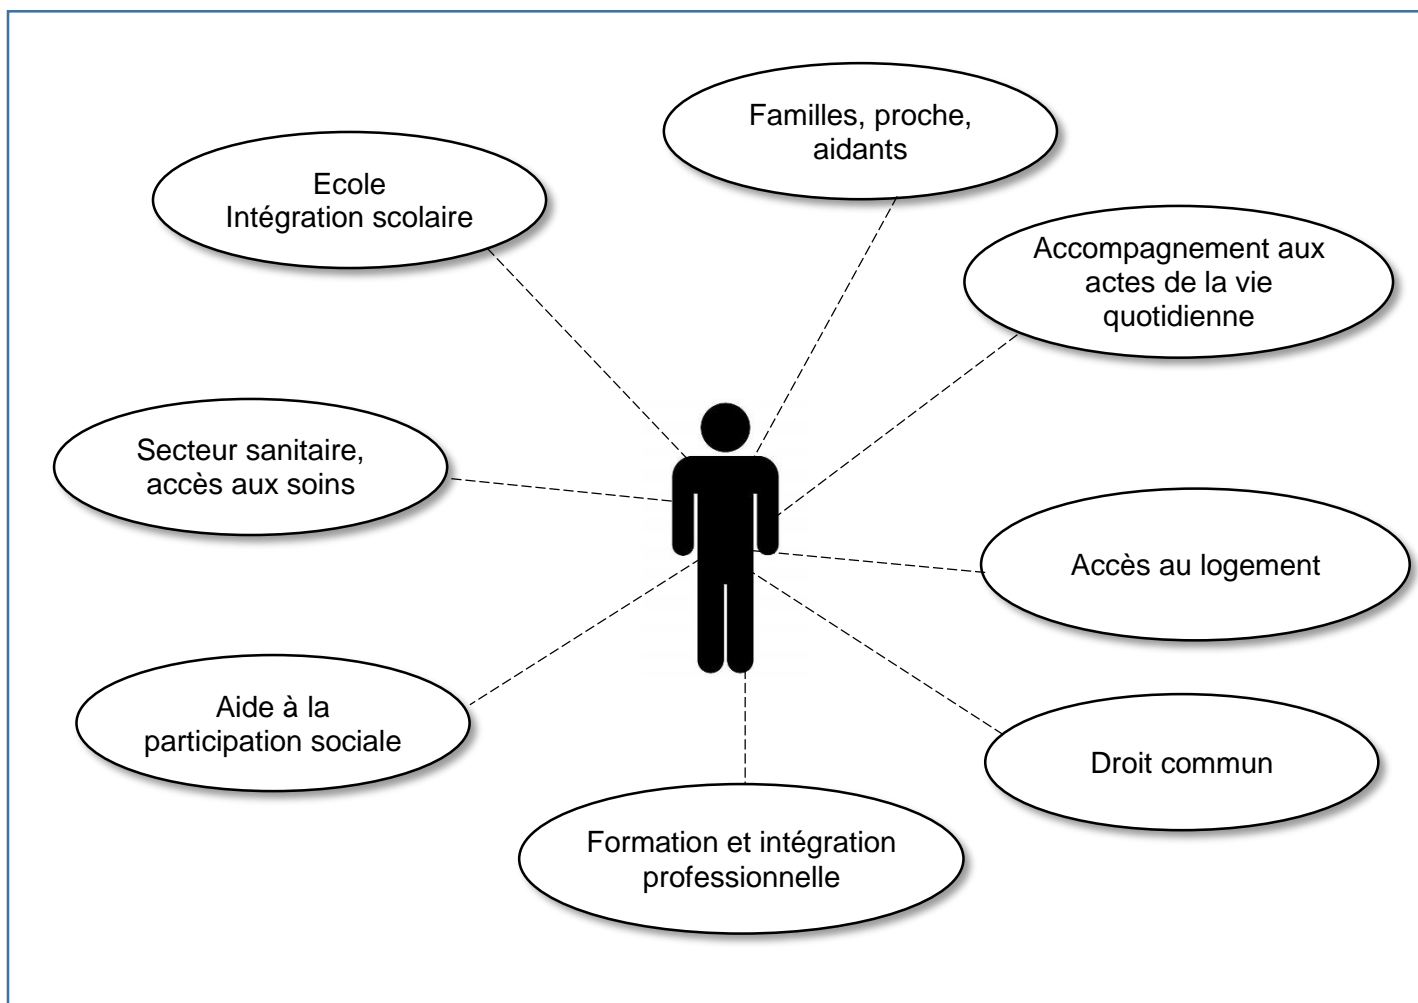 Familles, proche,
aidants
Ecole
Intégration scolaire
Accompagnement aux
actes de la vie
quotidienne
Secteur sanitaire,
accès aux soins
Accès au logement
Aide à la
participation sociale
Droit commun
Formation et intégration
professionnelle